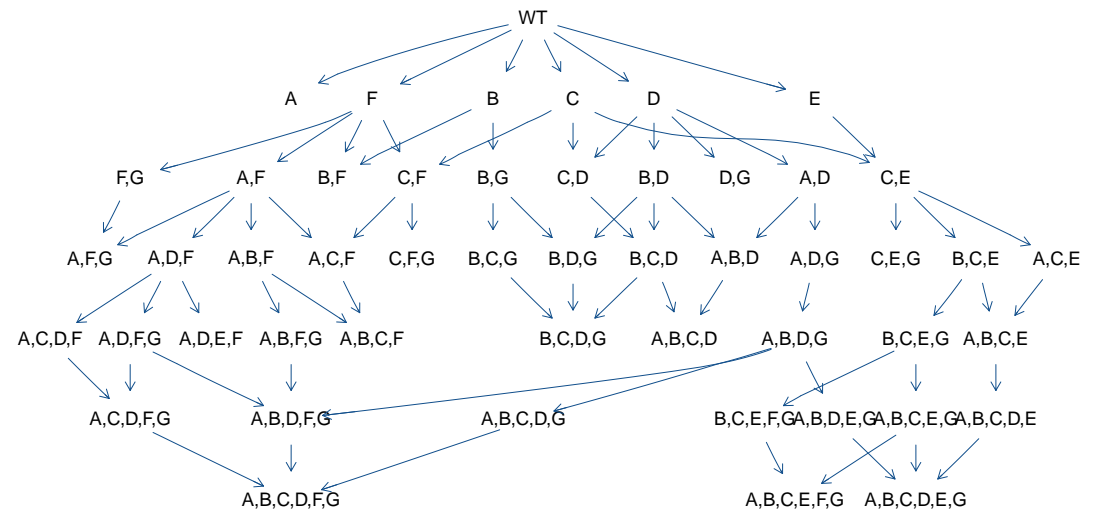 WT
A F B C D E
F,G A,F B,F C,F B,G C,D B,D D,G A,D C,E
A,F,G A,D,F A,B,F A,C,F C,F,G B,C,G B,D,G B,C,D A,B,D A,D,G C,E,G B,C,E A,C,E
A,C,D,F A,D,F,G A,D,E,F A,B,F,G A,B,C,F B,C,D,G A,B,C,D A,B,D,G B,C,E,G A,B,C,E
A,C,D,F,G A,B,D,F,G A,B,C,D,G B,C,E,F,G A,B,D,E,G A,B,C,E,G A,B,C,D,E
A,B,C,D,F,G A,B,C,E,F,G A,B,C,D,E,G